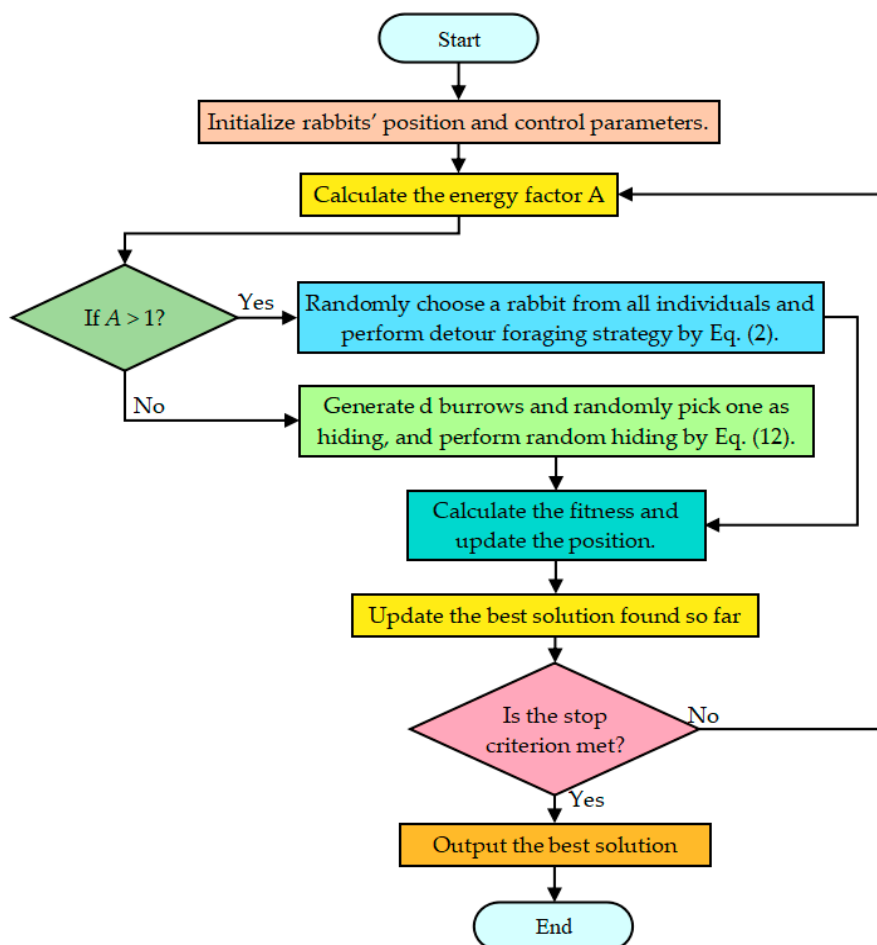 Start
Initialize rabbits’ position and control parameters.
Calculate the energy factor A
If A > 1?
Yes
Randomly choose a rabbit from all individuals and
perform detour foraging strategy by Eq. (2).
No
Generate d burrows and randomly pick one as
hiding, and perform random hiding by Eq. (12).
Calculate the fitness and
update the position.
Update the best solution found so far
Is the stop
criterion met?
No
Yes
Output the best solution
End